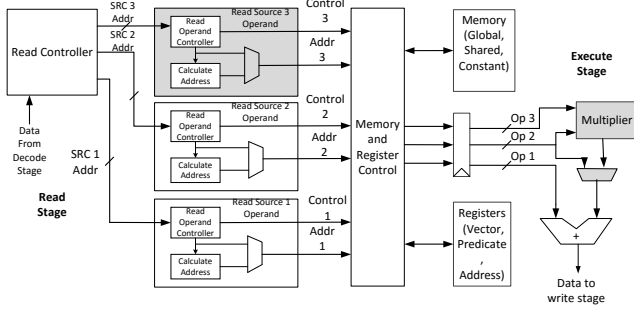 SRC 3
Addr
Read Controller
SRC 2
Addr
Data
From
Decode
Stage
Read
Stage
SRC 1
Addr
Read Source 3
Operand
Read
Operand
Controller
Calculate
Address
Control
3
Addr
3
Read Source 2
Operand
Read
Operand
Controller
Calculate
Address
Control
2
Addr
2
Read Source 1
Operand
Read
Operand
Controller
Calculate
Address
Control
1
Addr
1
Memory
and
Register
Control
Memory
(Global,
Shared,
Constant)
Registers
(Vector,
Predicate
,
Address)
Op 3
Op 2
Op 1
Execute
Stage
Multiplier
+
Data to
write stage